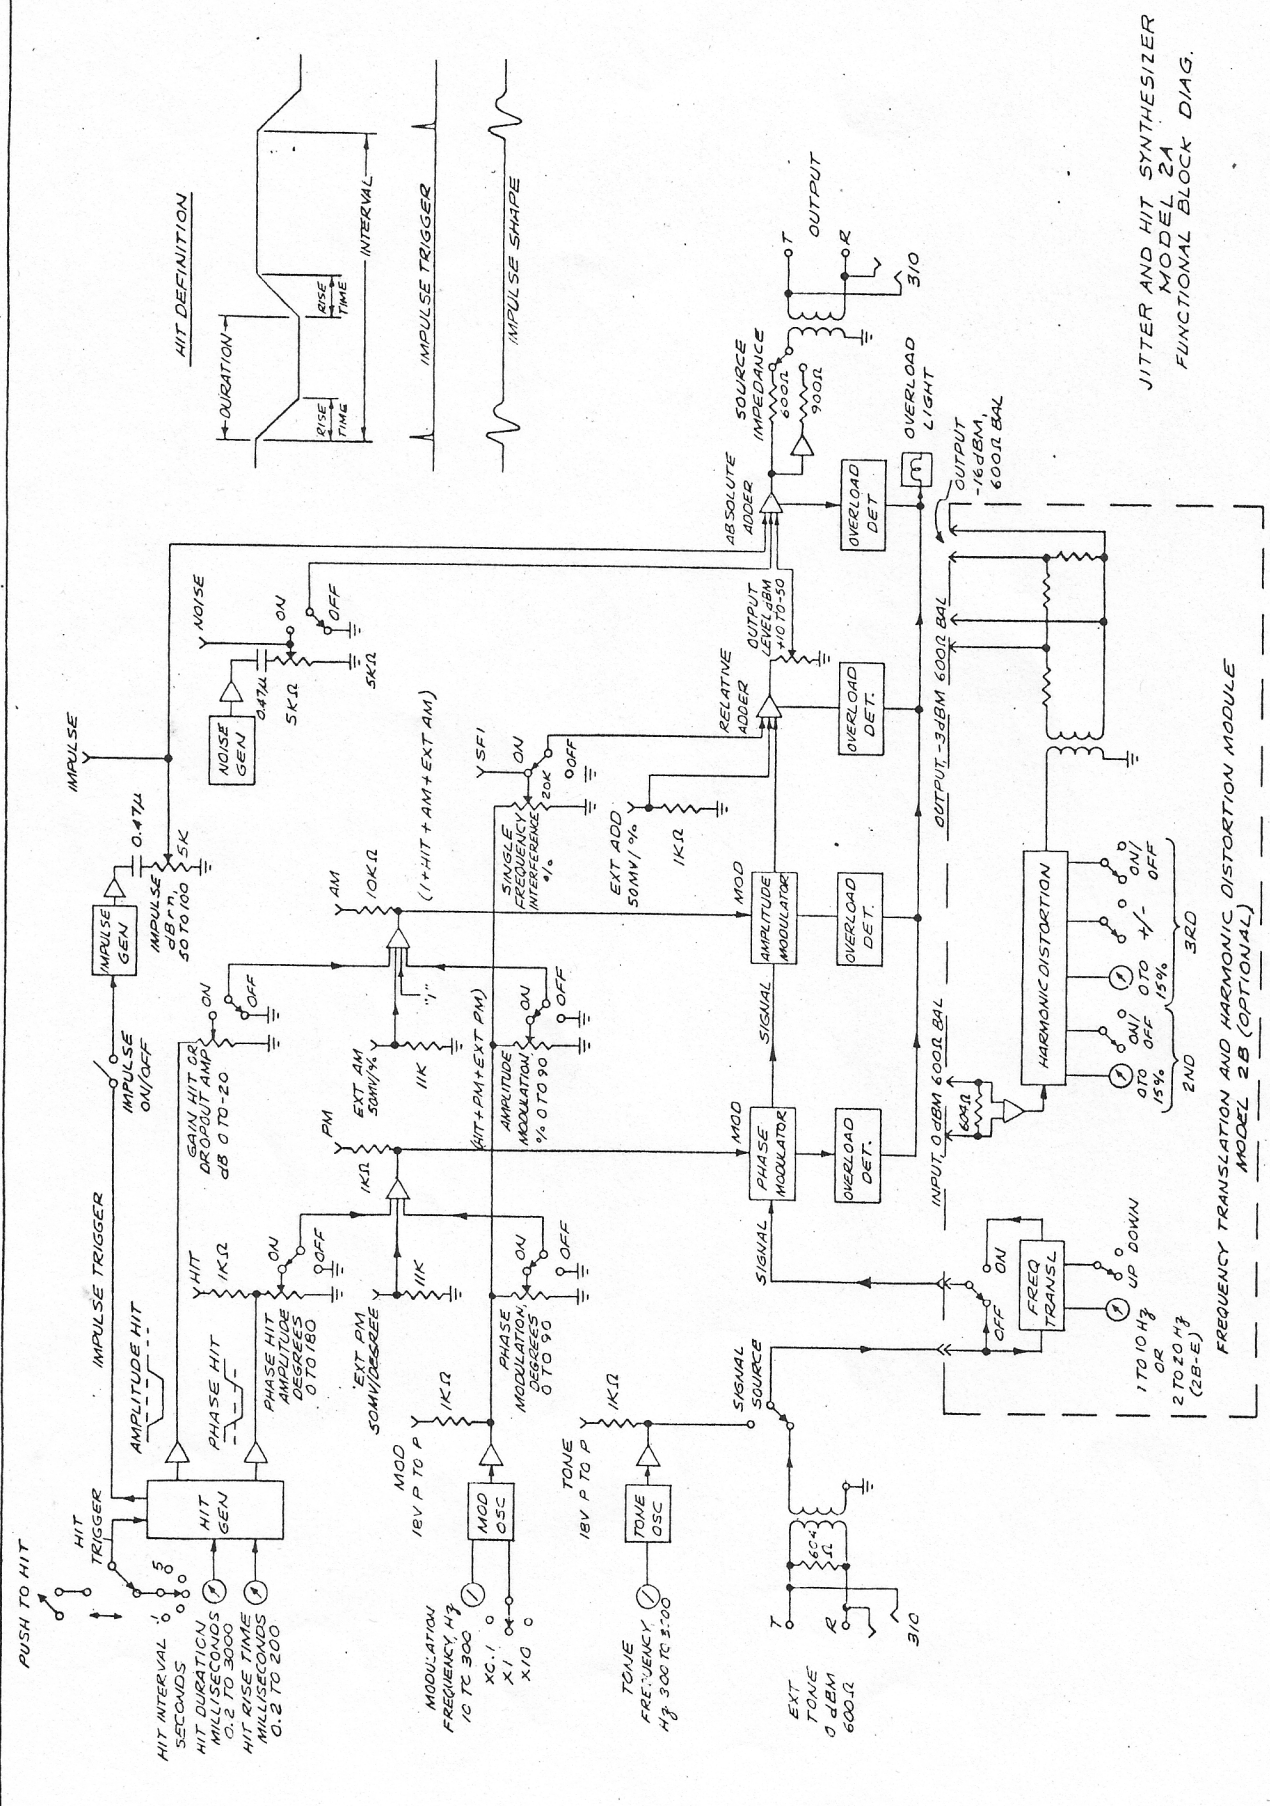 PUSH TO HIT
HIT
TRIGGER
HIT INTERVAL
SECONDS
.1
5
HIT DURATION
MILLISECONDS
0.2 TO 3000
HIT RISE TIME
MILLISECONDS
0.2 TO 200
HIT
GEN
AMPLITUDE HIT
PHASE HIT
IMPULSE TRIGGER
IMPULSE
ON/OFF
IMPULSE
GEN
0.47µ
IMPULSE
dBrn,
50 TO 100
5K
IMPULSE
HIT DEFINITION
DURATION
RISE
TIME
RISE
TIME
INTERVAL
IMPULSE TRIGGER
IMPULSE SHAPE
NOISE
GEN
0.47µ
5KΩ
NOISE
ON
OFF
5KΩ
GAIN HIT OR
DROPOUT AMP
dB 0 TO -20
ON
OFF
HIT
1KΩ
PHASE HIT
AMPLITUDE
DEGREES
0 TO 180
ON
OFF
EXT PM
50MV/DEGREE
11K
PM
1KΩ
(HIT + PM + EXT PM)
EXT AM
50MV/%
11K
"1"
AM
10KΩ
(1 + HIT + AM + EXT AM)
MOD
18V P TO P
1KΩ
MODULATION
FREQUENCY, Hz
10 TO 300
X0.1
X1
X10
MOD
OSC
PHASE
MODULATION,
DEGREES
0 TO 90
ON
OFF
AMPLITUDE
MODULATION
% 0 TO 90
ON
OFF
SINGLE
FREQUENCY
INTERFERENCE
%
20K
SFI
ON
OFF
EXT ADD
50MV/%
1KΩ
TONE
18V P TO P
1KΩ
TONE
FREQUENCY
Hz 300 TO
TONE
OSC
SIGNAL
SOURCE
SIGNAL
MOD
PHASE
MODULATOR
SIGNAL
MOD
AMPLITUDE
MODULATOR
RELATIVE
ADDER
OUTPUT
LEVEL dBM
+10 TO -50
ABSOLUTE
ADDER
SOURCE
IMPEDANCE
600Ω
900Ω
T
R
OUTPUT
310
OVERLOAD
DET.
OVERLOAD
DET.
OVERLOAD
DET.
OVERLOAD
DET
OVERLOAD
LIGHT
EXT
TONE
0 dBM
600Ω
T
R
604
Ω
310
OFF
ON
FREQ
TRANSL
1 TO 10 Hz
OR
2 TO 20 Hz
(2B-E)
UP
DOWN
INPUT 0 dBM 600Ω BAL
604Ω
HARMONIC DISTORTION
0 TO
15%
ON/
OFF
2ND
0 TO
15%
+/-
ON/
OFF
3RD
OUTPUT -3dBM 600Ω BAL
OUTPUT
-16dBM,
600Ω BAL
FREQUENCY TRANSLATION AND HARMONIC DISTORTION MODULE
MODEL 2B (OPTIONAL)
JITTER AND HIT SYNTHESIZER
MODEL 2A
FUNCTIONAL BLOCK DIAG.